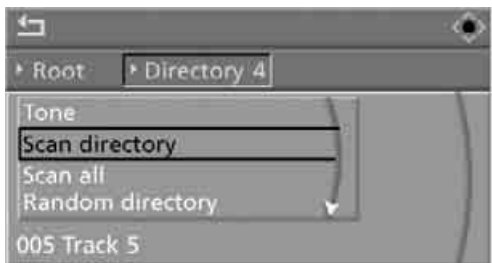 Root Directory 4
Tone
Scan directory
Scan all
Random directory
005 Track 5